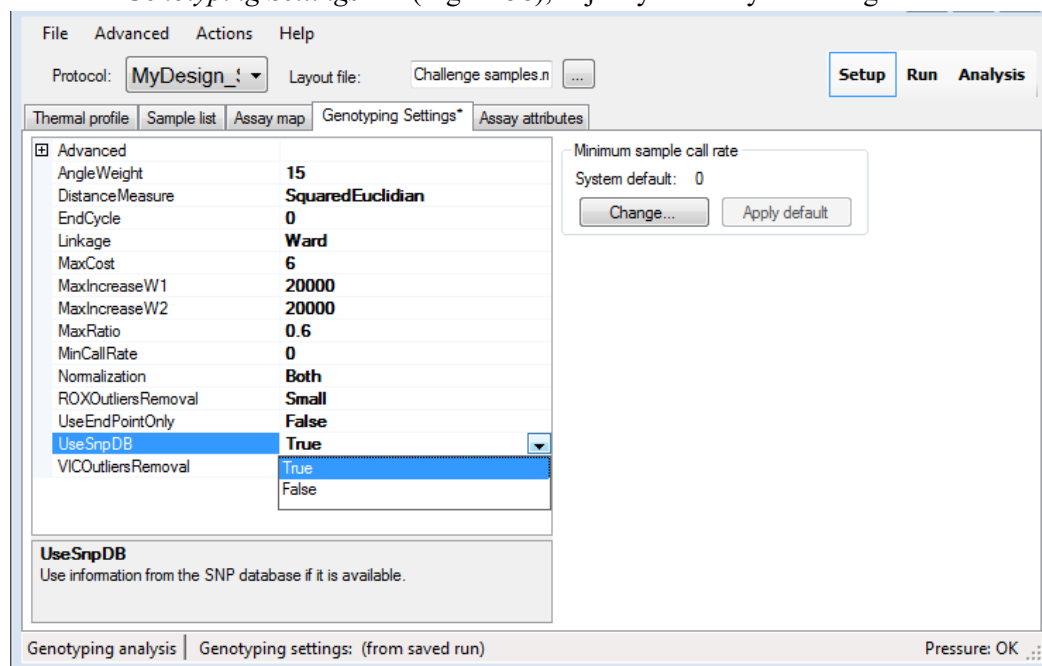 File Advanced Actions Help
Protocol: MyDesign_ Layout file: Challenge samples.n ... Setup Run Analysis
Thermal profile Sample list Assay map Genotyping Settings* Assay attributes
Advanced
AngleWeight 15
DistanceMeasure SquaredEuclidian
EndCycle 0
Linkage Ward
MaxCost 6
MaxIncreaseW1 20000
MaxIncreaseW2 20000
MaxRatio 0.6
MinCallRate 0
Normalization Both
ROXOutliersRemoval Small
UseEndPointOnly False
UseSnpDB True
VICOutliersRemoval
True
False
Minimum sample call rate
System default: 0
Change... Apply default
UseSnpDB
Use information from the SNP database if it is available.
Genotyping analysis Genotyping settings: (from saved run) Pressure: OK